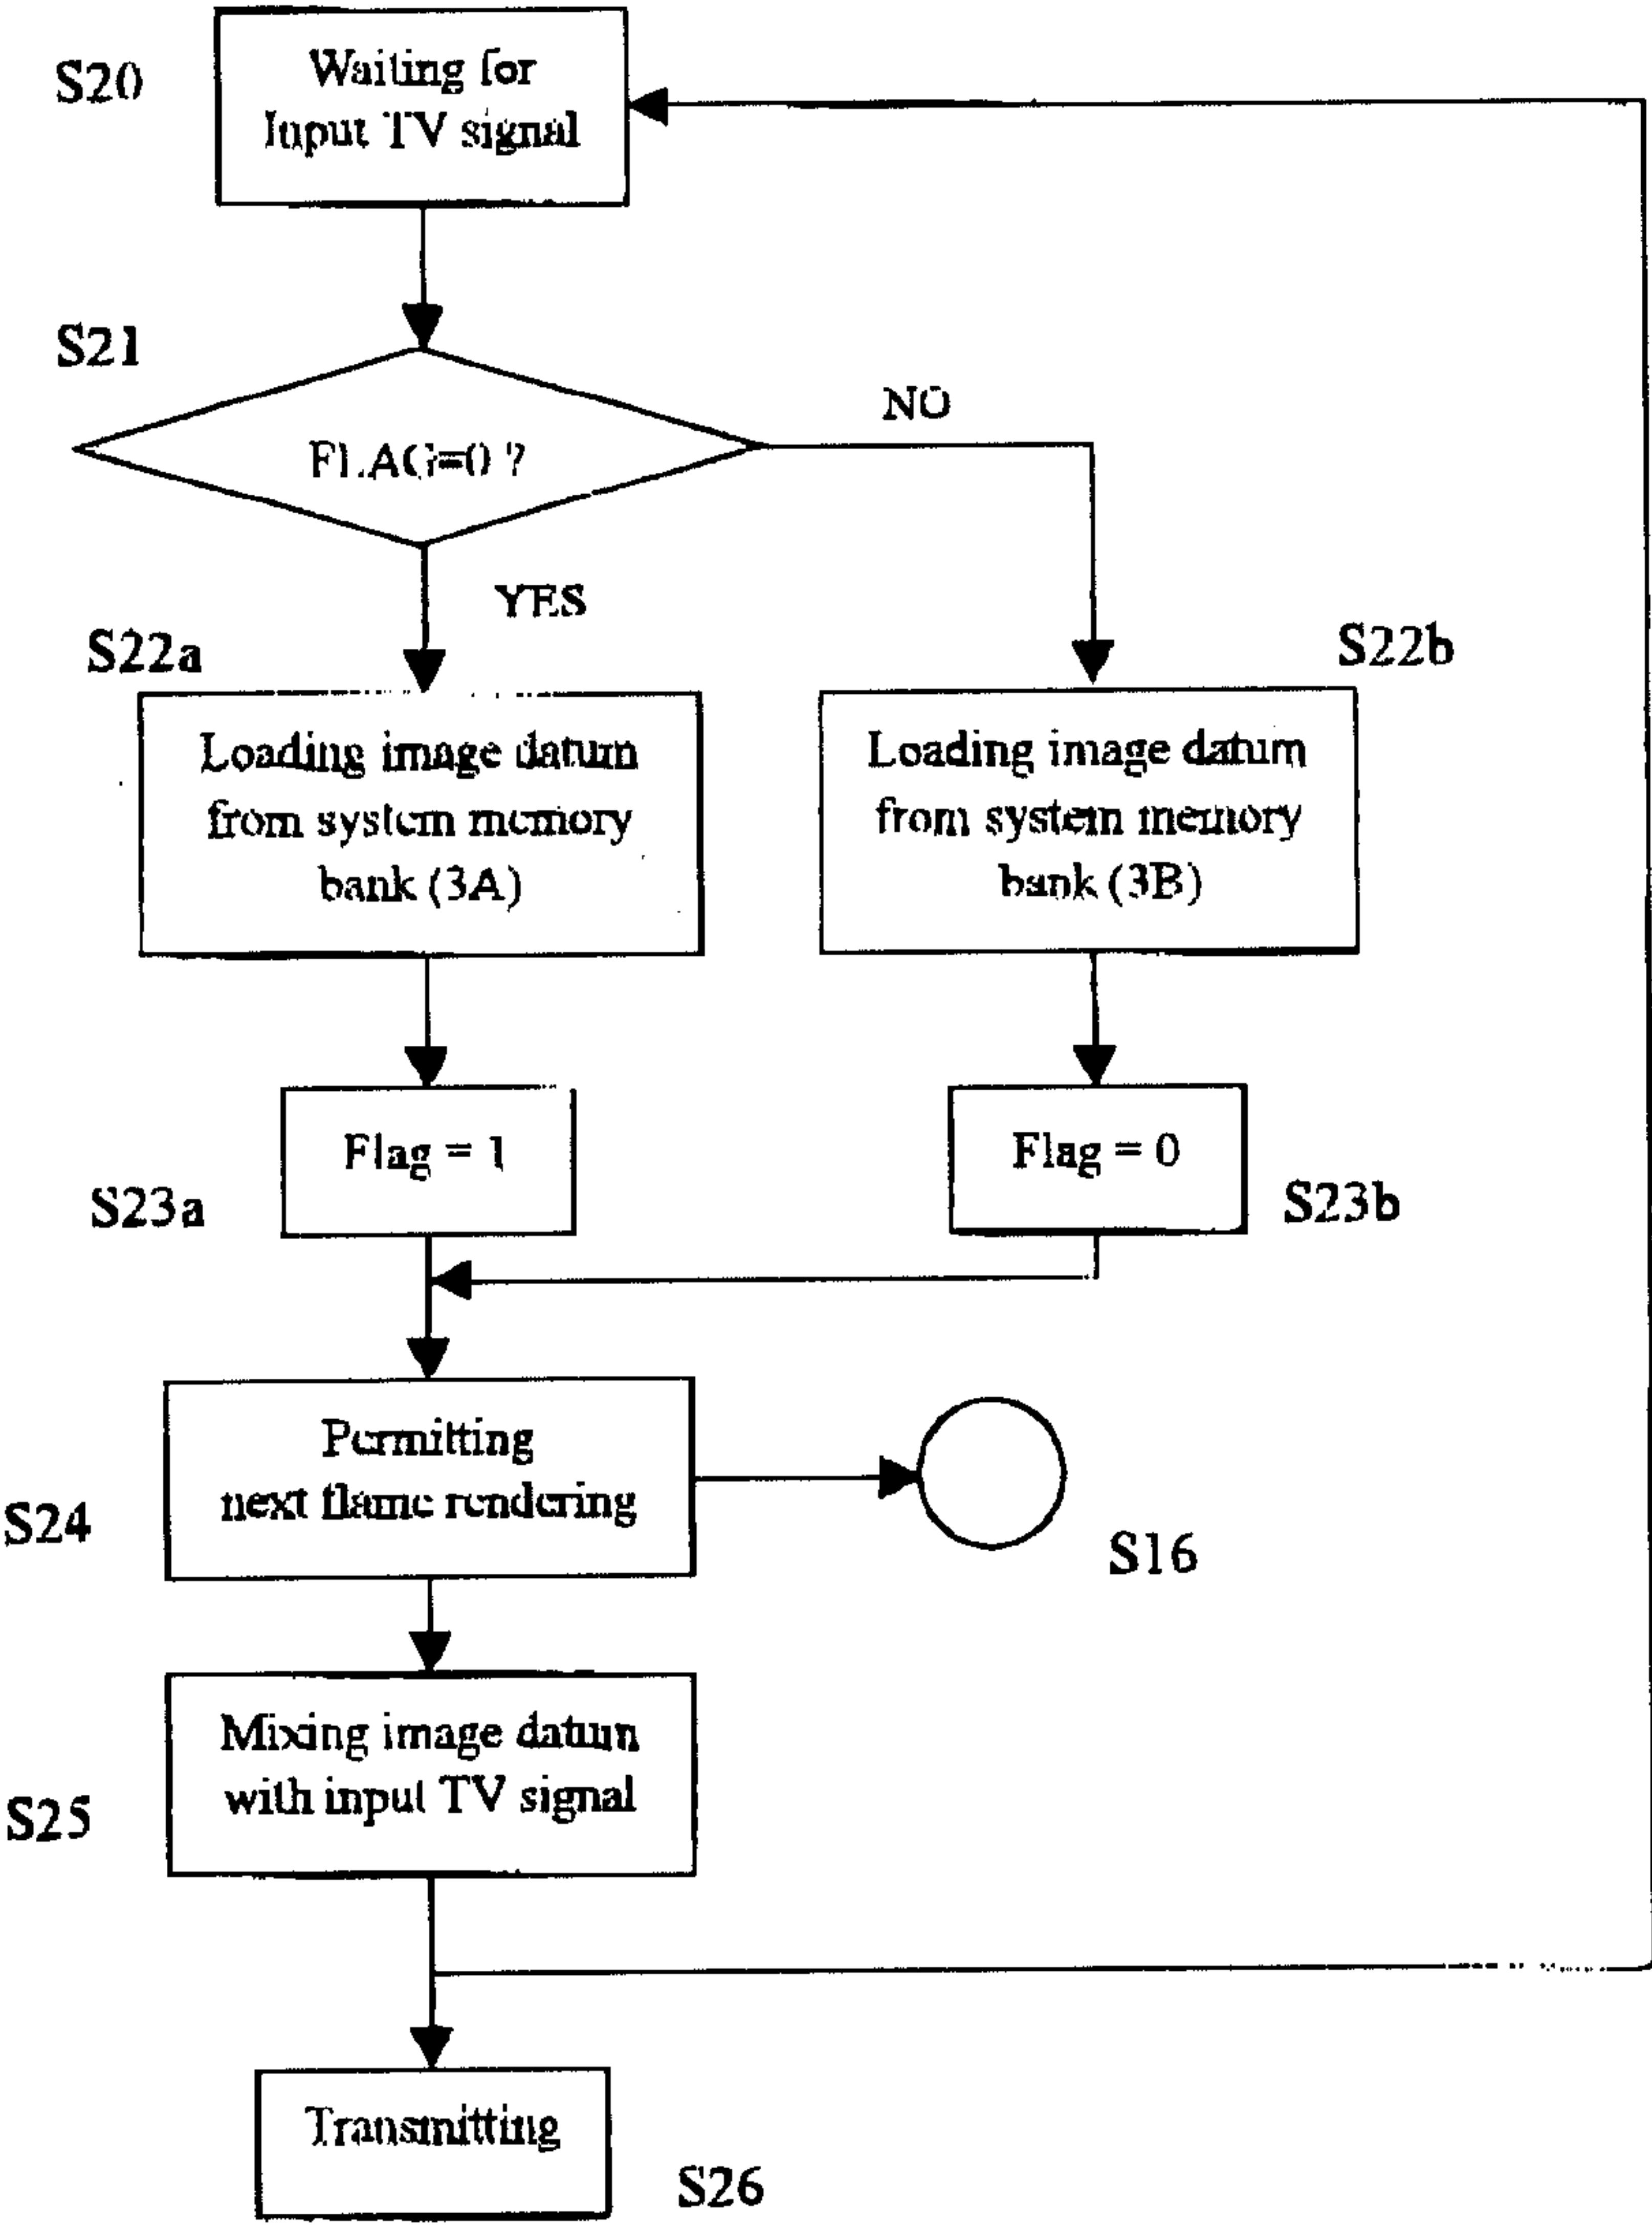 S20
Waiting for
Input TV signal
S21
FLAG=0 ?
NO
YES
S22a
S22b
Loading image datum
from system memory
bank (3A)
Loading image datum
from system memory
bank (3B)
Flag = 1
Flag = 0
S23a
S23b
Permitting
next flame rendering
S24
S16
Mixing image datum
with input TV signal
S25
Transmitting
S26